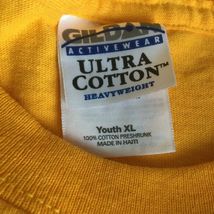 GILDAN
ACTIVEWEAR
ULTRA
COTTON™
HEAVYWEIGHT
Youth XL
100% COTTON PRESHRUNK
MADE IN HAITI